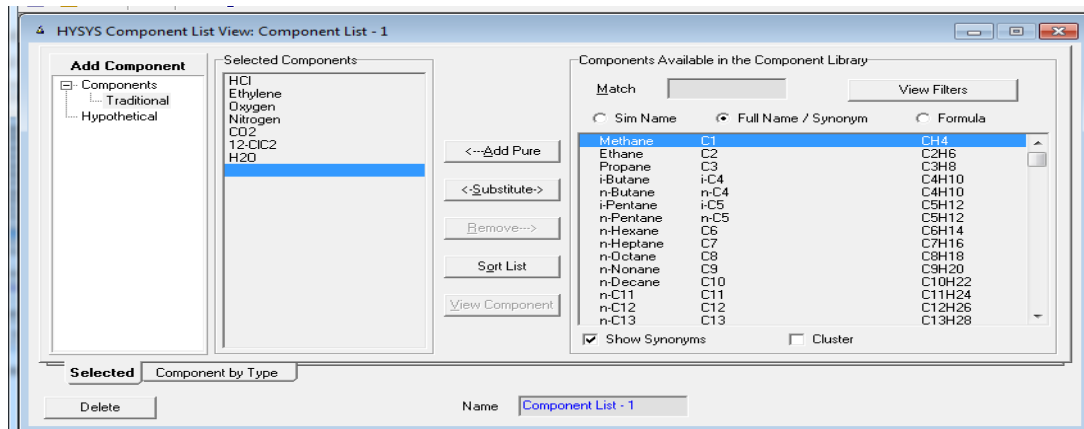 HYSYS Component List View: Component List - 1
Add Component
Components
Traditional
Hypothetical
Selected Components
HCl
Ethylene
Oxygen
Nitrogen
CO2
12-ClC2
H2O
<---Add Pure
<-Substitute->
Remove--->
Sort List
View Component
Components Available in the Component Library
Match
View Filters
Sim Name Full Name / Synonym Formula
Methane C1 CH4
Ethane C2 C2H6
Propane C3 C3H8
i-Butane i-C4 C4H10
n-Butane n-C4 C4H10
i-Pentane i-C5 C5H12
n-Pentane n-C5 C5H12
n-Hexane C6 C6H14
n-Heptane C7 C7H16
n-Octane C8 C8H18
n-Nonane C9 C9H20
n-Decane C10 C10H22
n-C11 C11 C11H24
n-C12 C12 C12H26
n-C13 C13 C13H28
Show Synonyms Cluster
Selected Component by Type
Delete
Name Component List - 1